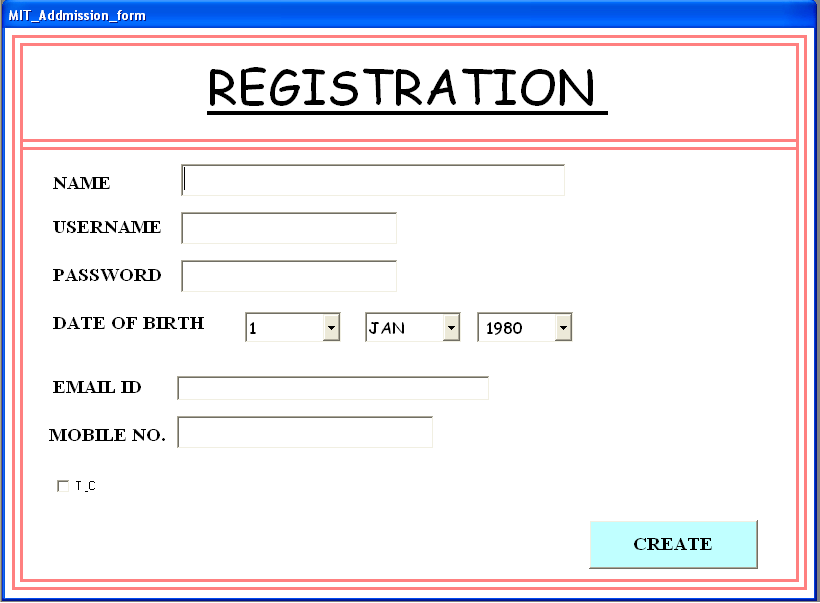 MIT_Addmission_form
REGISTRATION
NAME
USERNAME
PASSWORD
DATE OF BIRTH 1 JAN 1980
EMAIL ID
MOBILE NO.
T_C
CREATE